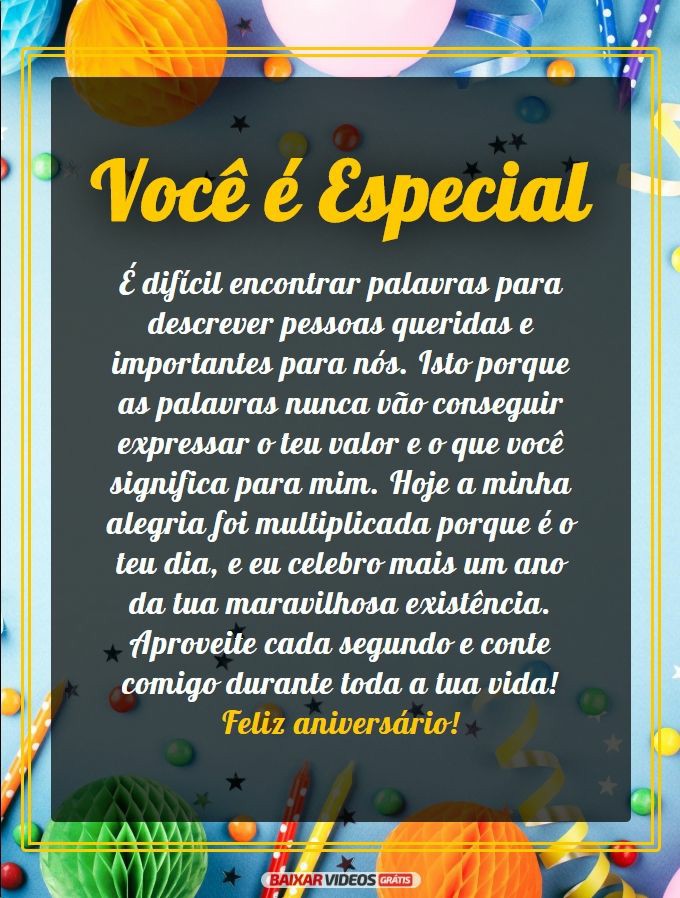 Você é Especial
É difícil encontrar palavras para
descrever pessoas queridas e
importantes para nós. Isto porque
as palavras nunca vão conseguir
expressar o teu valor e o que você
significa para mim. Hoje a minha
alegria foi multiplicada porque é o
teu dia, e eu celebro mais um ano
da tua maravilhosa existência.
Aproveite cada segundo e conte
comigo durante toda a tua vida!
Feliz aniversário!
BAIXAR VIDEOS GRÁTIS